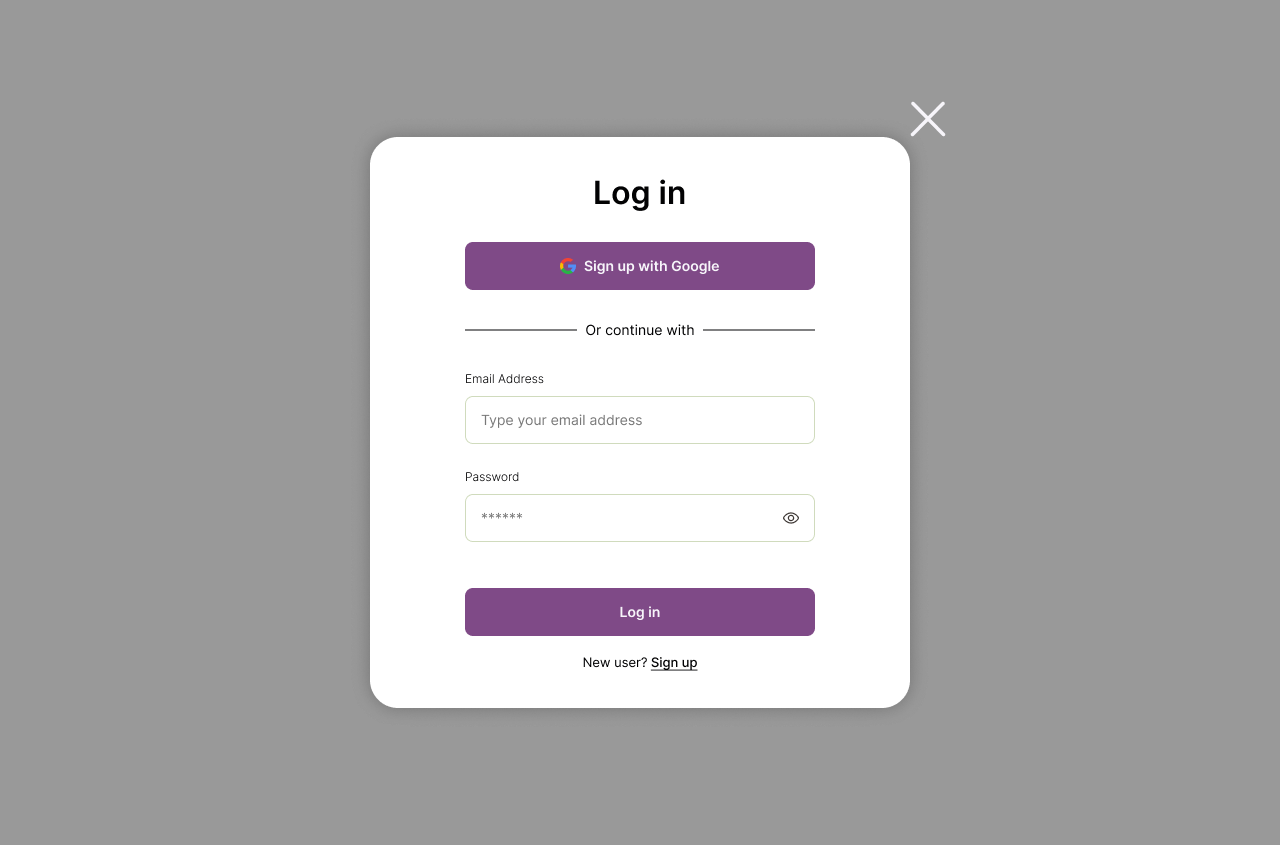 Log in
Sign up with Google
Or continue with
Email Address
Type your email address
Password
******
Log in
New user? Sign up